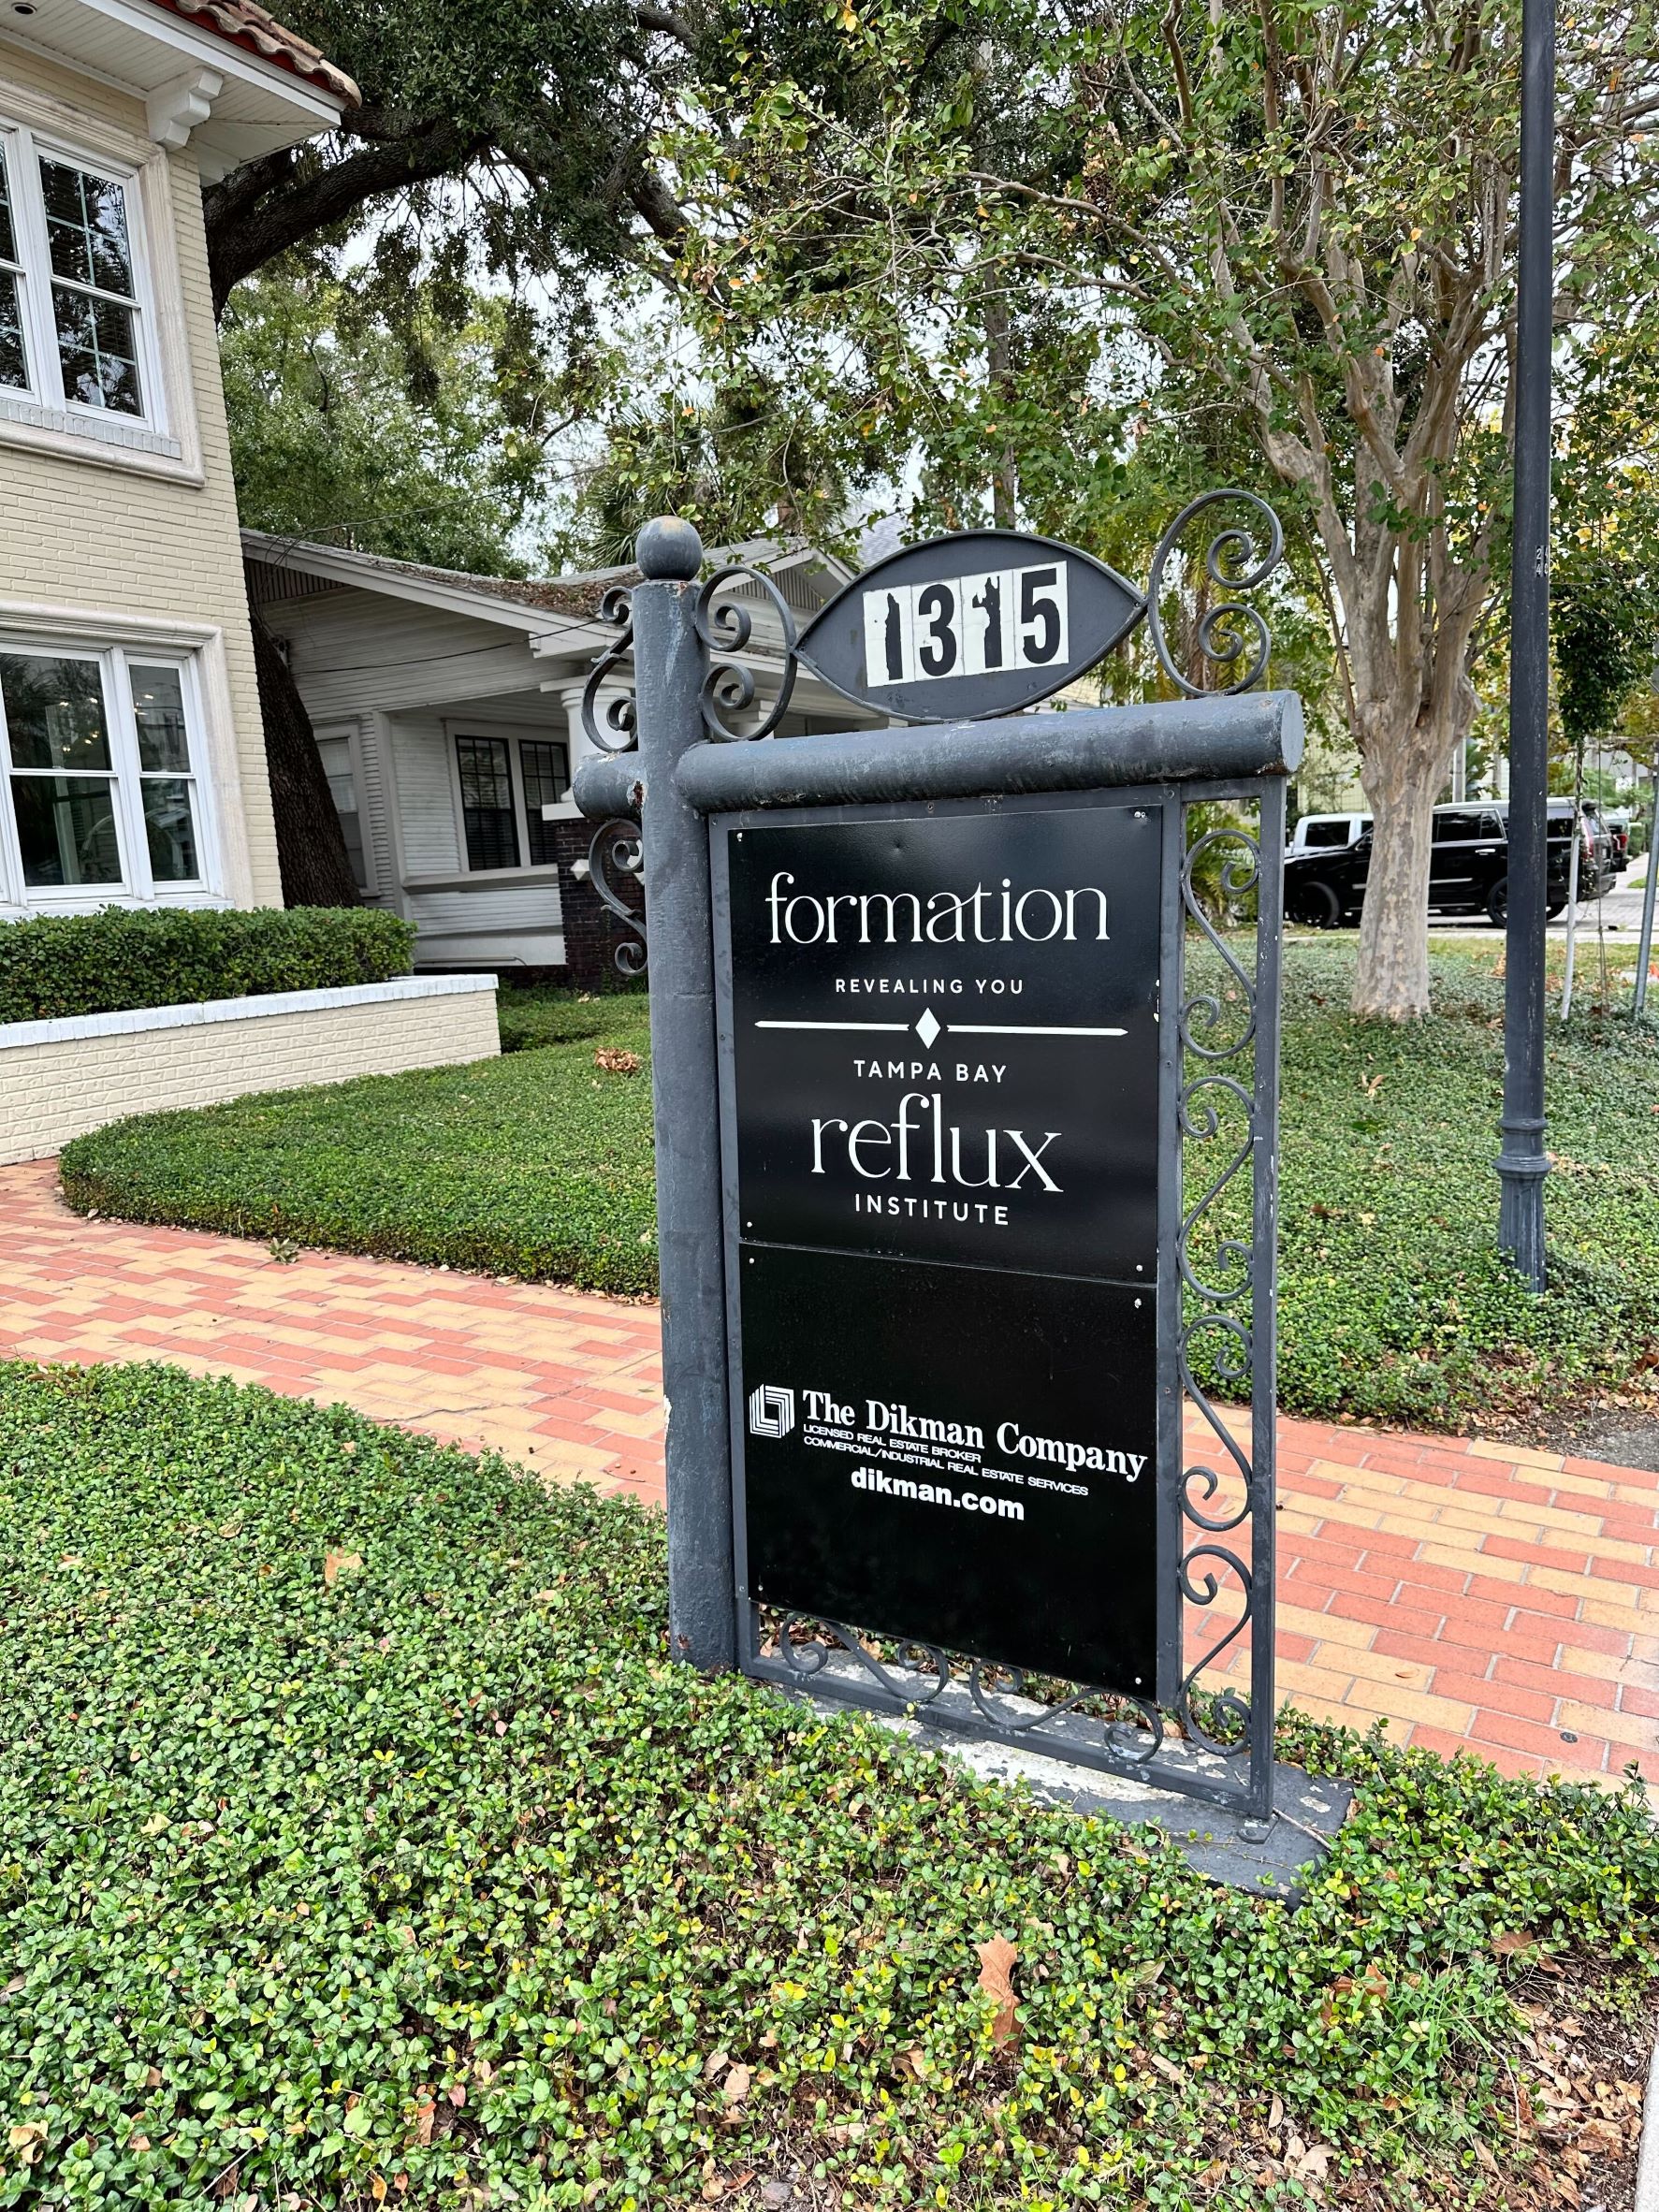 1315
formation
REVEALING YOU
TAMPA BAY
reflux
INSTITUTE
The Dikman Company
LICENSED REAL ESTATE BROKER
COMMERCIAL/INDUSTRIAL REAL ESTATE SERVICES
dikman.com